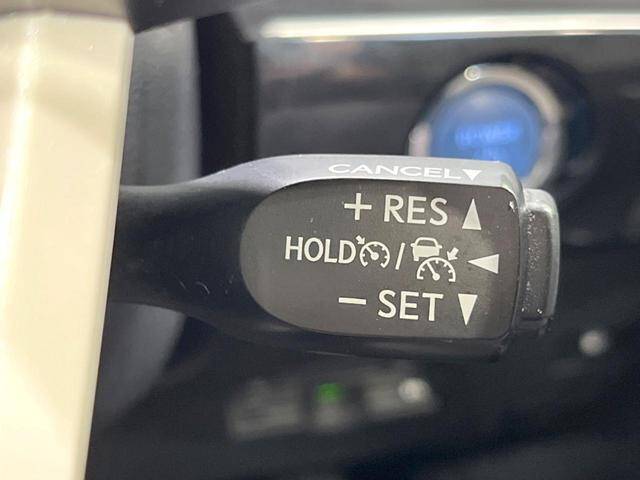 CANCEL▼
+ RES ▲
HOLD / ◀
− SET ▼